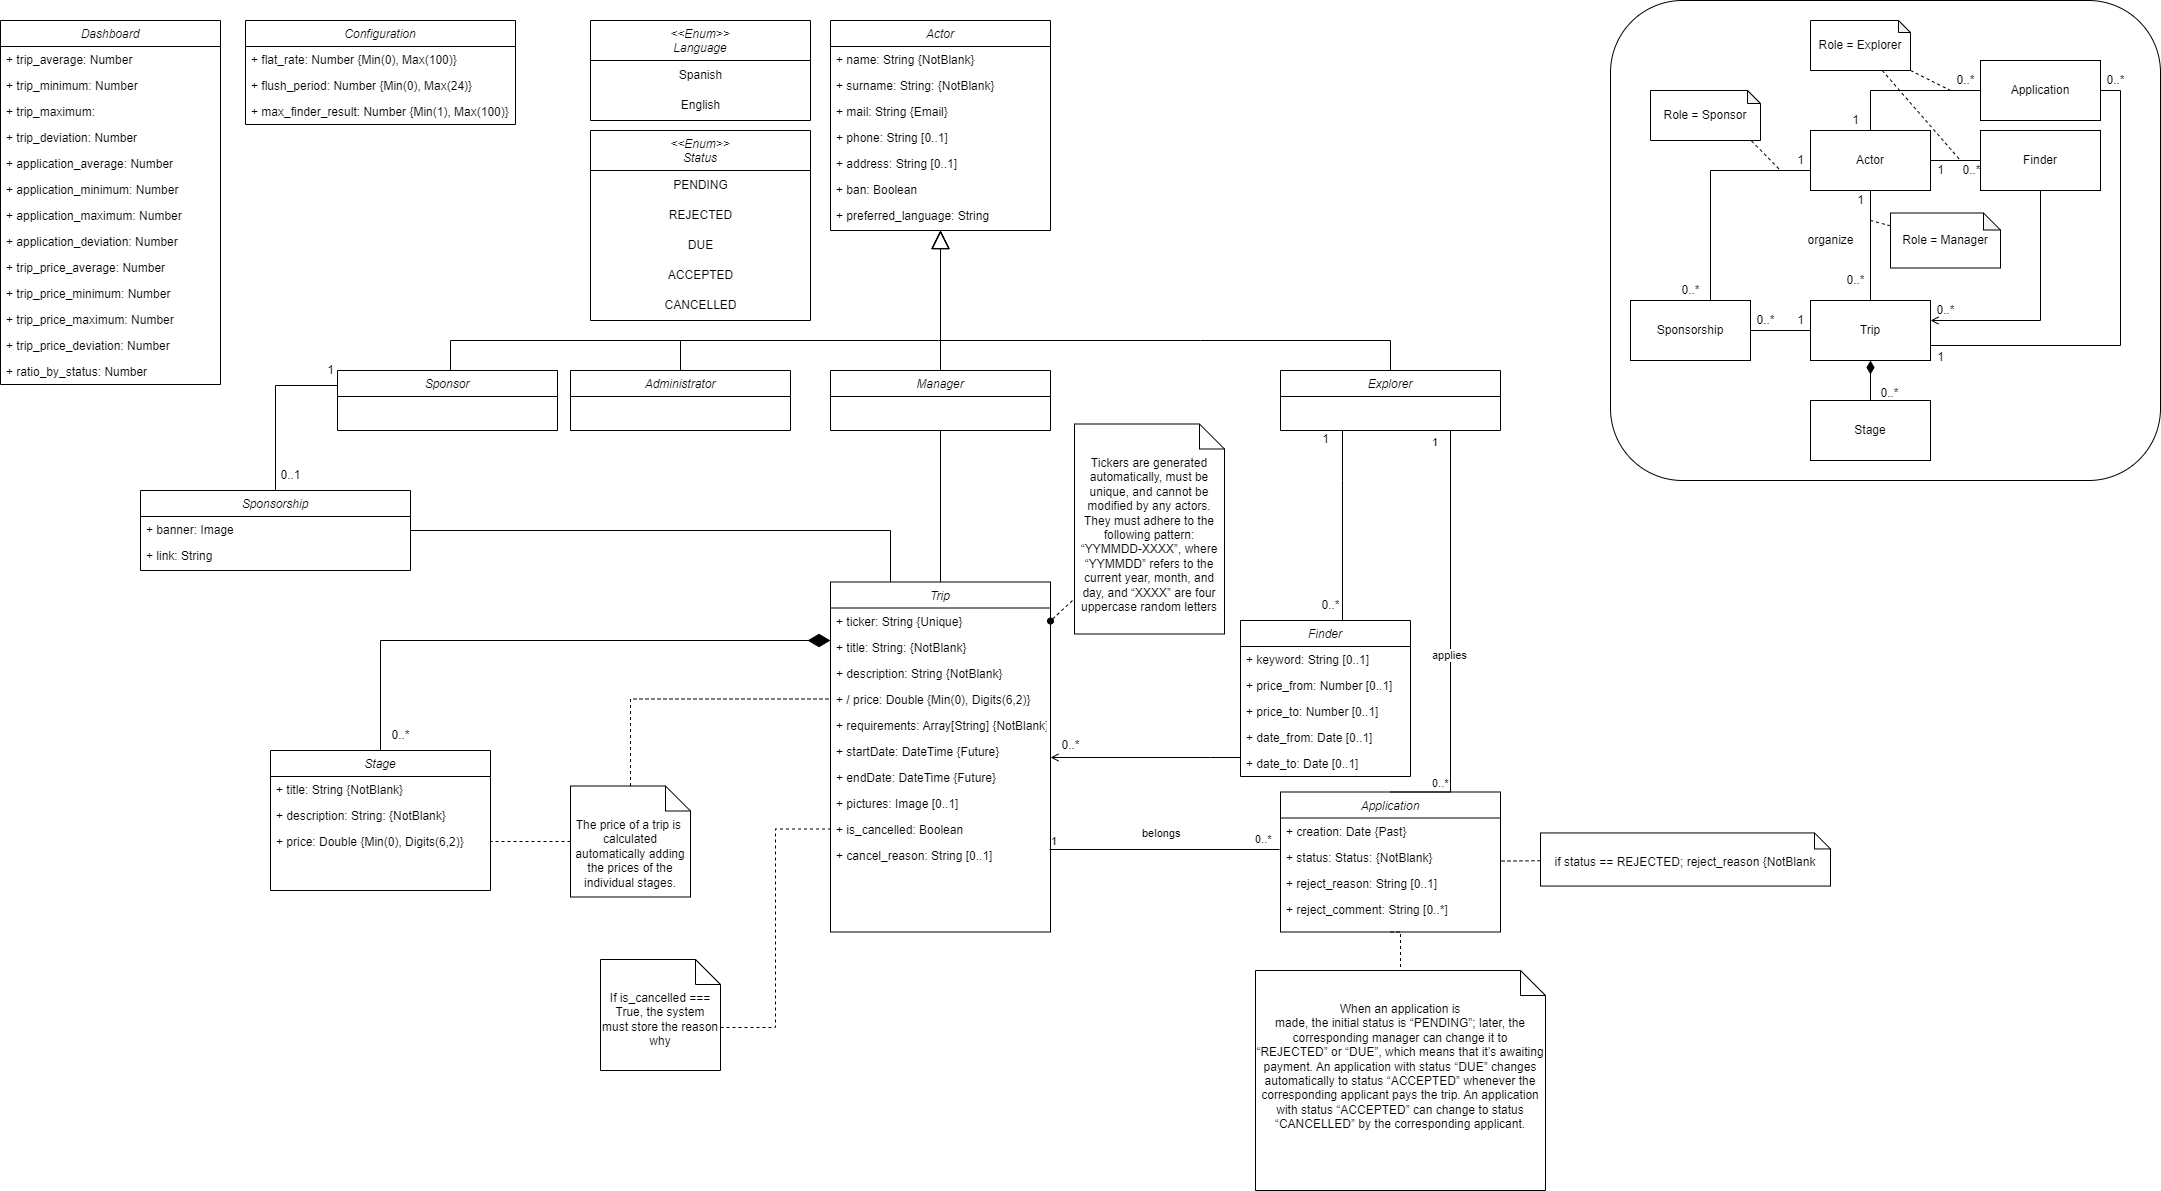 Dashboard
+ trip_average: Number
+ trip_minimum: Number
+ trip_maximum:
+ trip_deviation: Number
+ application_average: Number
+ application_minimum: Number
+ application_maximum: Number
+ application_deviation: Number
+ trip_price_average: Number
+ trip_price_minimum: Number
+ trip_price_maximum: Number
+ trip_price_deviation: Number
+ ratio_by_status: Number
Configuration
+ flat_rate: Number {Min(0), Max(100)}
+ flush_period: Number {Min(0), Max(24)}
+ max_finder_result: Number {Min(1), Max(100)}
<<Enum>>
Language
Spanish
English
<<Enum>>
Status
PENDING
REJECTED
DUE
ACCEPTED
CANCELLED
Actor
+ name: String {NotBlank}
+ surname: String: {NotBlank}
+ mail: String {Email}
+ phone: String [0..1]
+ address: String [0..1]
+ ban: Boolean
+ preferred_language: String
Role = Explorer
0..*
Application
0..*
Role = Sponsor
1
Actor
1
1
0..*
Finder
1
Role = Manager
organize
0..*
0..*
Sponsorship
0..*
1
Trip
0..*
1
0..*
Stage
1
Sponsor
Administrator
Manager
Explorer
1
1
0..1
Sponsorship
+ banner: Image
+ link: String
Tickers are generated
automatically, must be
unique, and cannot be
modified by any actors.
They must adhere to the
following pattern:
“YYMMDD-XXXX”, where
“YYMMDD” refers to the
current year, month, and
day, and “XXXX” are four
uppercase random letters
Trip
+ ticker: String {Unique}
+ title: String: {NotBlank}
+ description: String {NotBlank}
+ / price: Double {Min(0), Digits(6,2)}
+ requirements: Array[String] {NotBlank}
+ startDate: DateTime {Future}
+ endDate: DateTime {Future}
+ pictures: Image [0..1]
+ is_cancelled: Boolean
+ cancel_reason: String [0..1]
0..*
Finder
+ keyword: String [0..1]
+ price_from: Number [0..1]
+ price_to: Number [0..1]
+ date_from: Date [0..1]
+ date_to: Date [0..1]
applies
0..*
0..*
0..*
Stage
+ title: String {NotBlank}
+ description: String: {NotBlank}
+ price: Double {Min(0), Digits(6,2)}
The price of a trip is
calculated
automatically adding
the prices of the
individual stages.
1
belongs
0..*
Application
+ creation: Date {Past}
+ status: Status: {NotBlank}
+ reject_reason: String [0..1]
+ reject_comment: String [0..*]
if status == REJECTED; reject_reason {NotBlank
If is_cancelled ===
True, the system
must store the reason
why
When an application is
made, the initial status is “PENDING”; later, the
corresponding manager can change it to
“REJECTED” or “DUE”, which means that it’s awaiting
payment. An application with status “DUE” changes
automatically to status “ACCEPTED” whenever the
corresponding applicant pays the trip. An application
with status “ACCEPTED” can change to status
“CANCELLED” by the corresponding applicant.